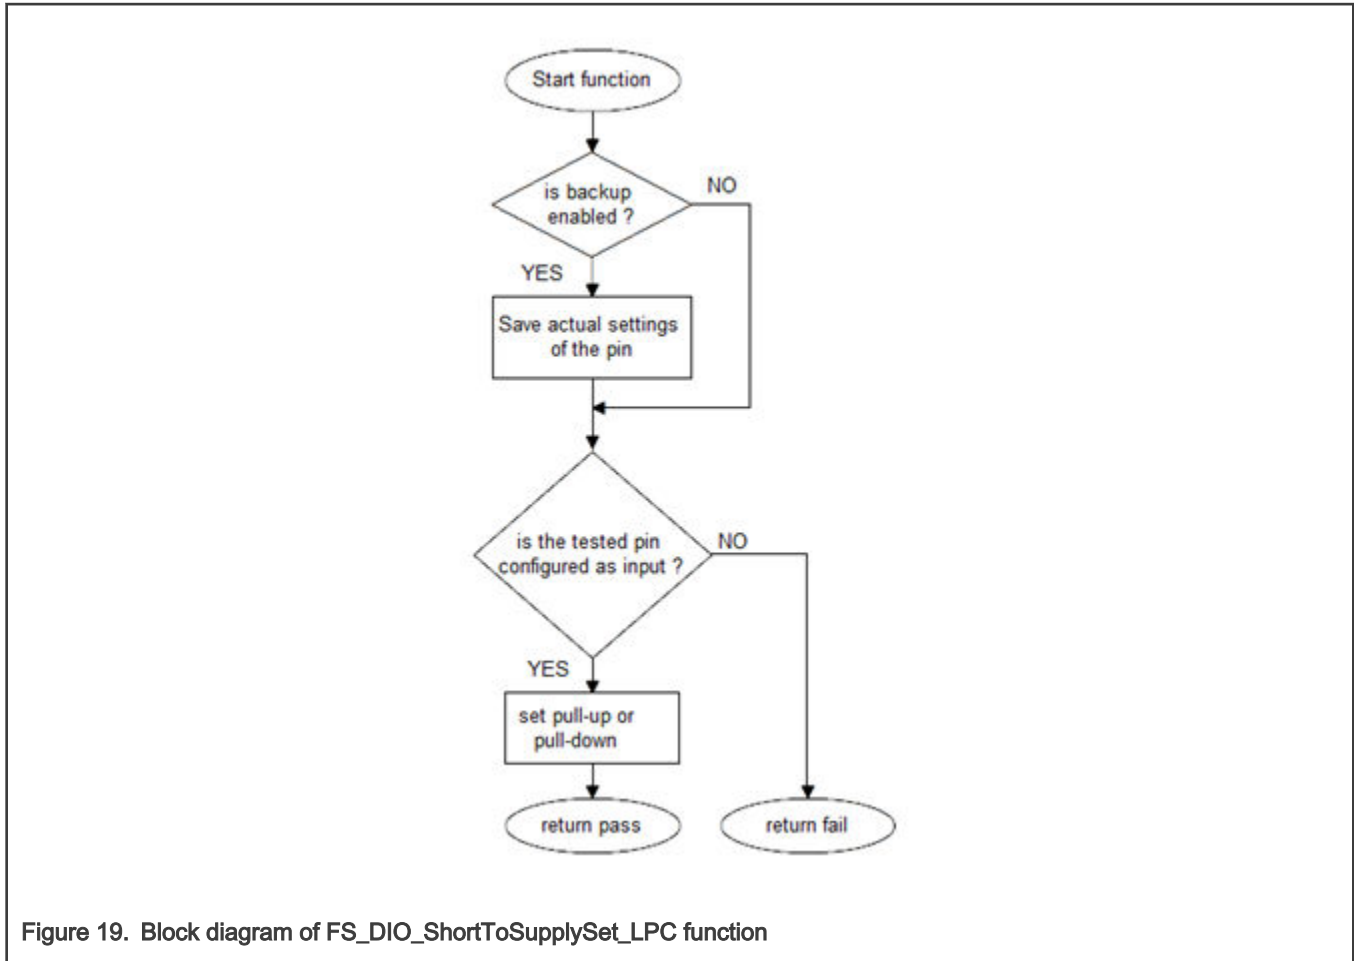 Start function
is backup
enabled ?
NO
YES
Save actual settings
of the pin
is the tested pin
configured as input ?
NO
YES
set pull-up or
pull-down
return pass
return fail
Figure 19. Block diagram of FS_DIO_ShortToSupplySet_LPC function